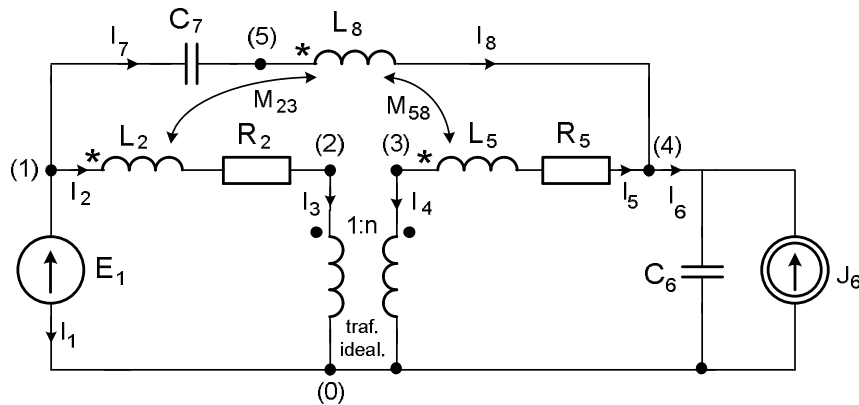 C7 (5) * L8
I7 I8
M23 M58
L2 R2 (2) (3) L5 R5 (4)
(1) * *
I2 I3 1:n I4 I5 I6
E1 C6 J6
I1 traf.
ideal.
(0)